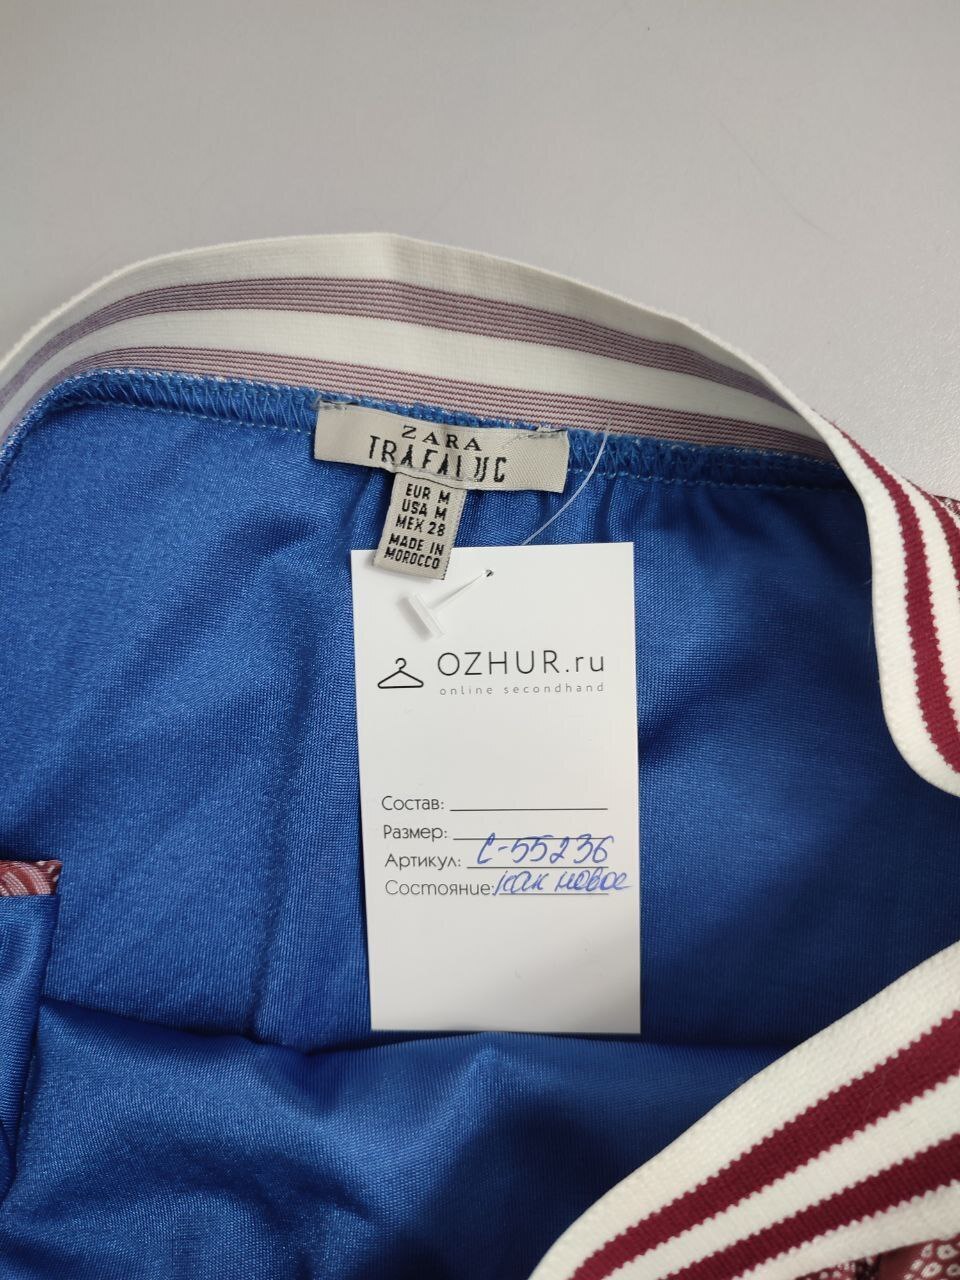 ZARA
TRAFALUC
EUR M
USA M
MEX 28
MADE IN
MOROCCO
OZHUR.ru
online secondhand
Состав:
Размер:
Артикул: С-55236
Состояние: как новое